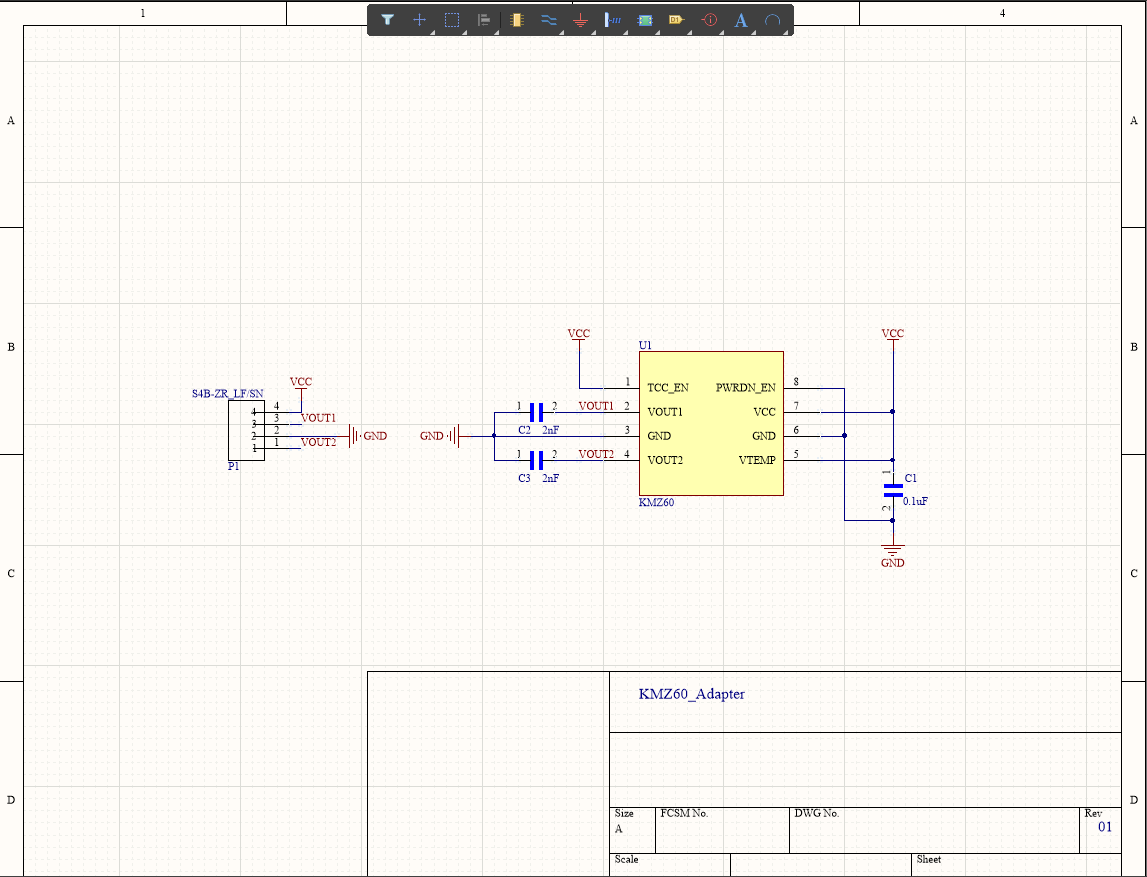 1
4
D1
A
A
A
B
B
VCC
VCC
U1
VCC
1
TCC_EN
PWRDN_EN
8
S4B-ZR_LF/SN
4
4
3
3
VOUT1
2
2
1
1
VOUT2
GND
P1
1
2
VOUT1
2
VOUT1
VCC
7
C2
2nF
GND
3
GND
GND
6
1
2
VOUT2
4
VOUT2
VTEMP
5
C3
2nF
KMZ60
1
C1
2
0.1uF
GND
C
C
KMZ60_Adapter
D
D
Size
A
FCSM No.
DWG No.
Rev
01
Scale
Sheet